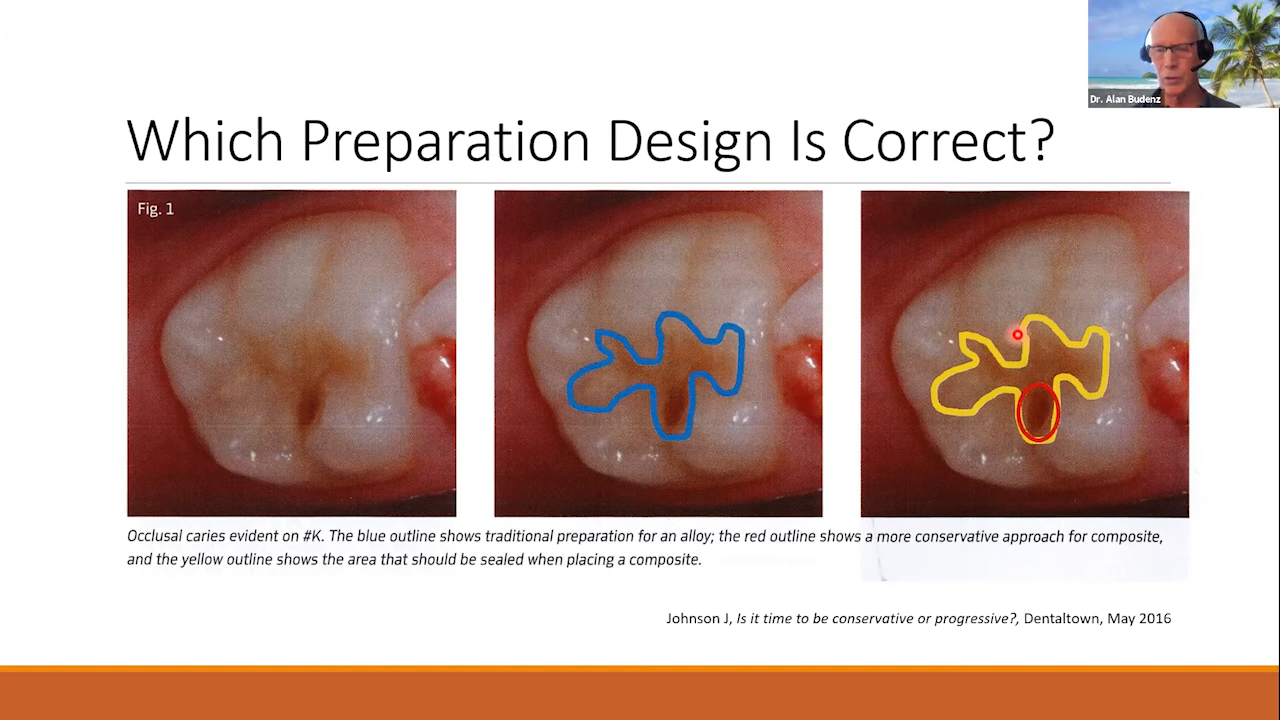 Dr. Alan Budenz
Which Preparation Design Is Correct?
Fig. 1
Occlusal caries evident on #K. The blue outline shows traditional preparation for an alloy; the red outline shows a more conservative approach for composite,
and the yellow outline shows the area that should be sealed when placing a composite.
Johnson J, Is it time to be conservative or progressive?, Dentaltown, May 2016